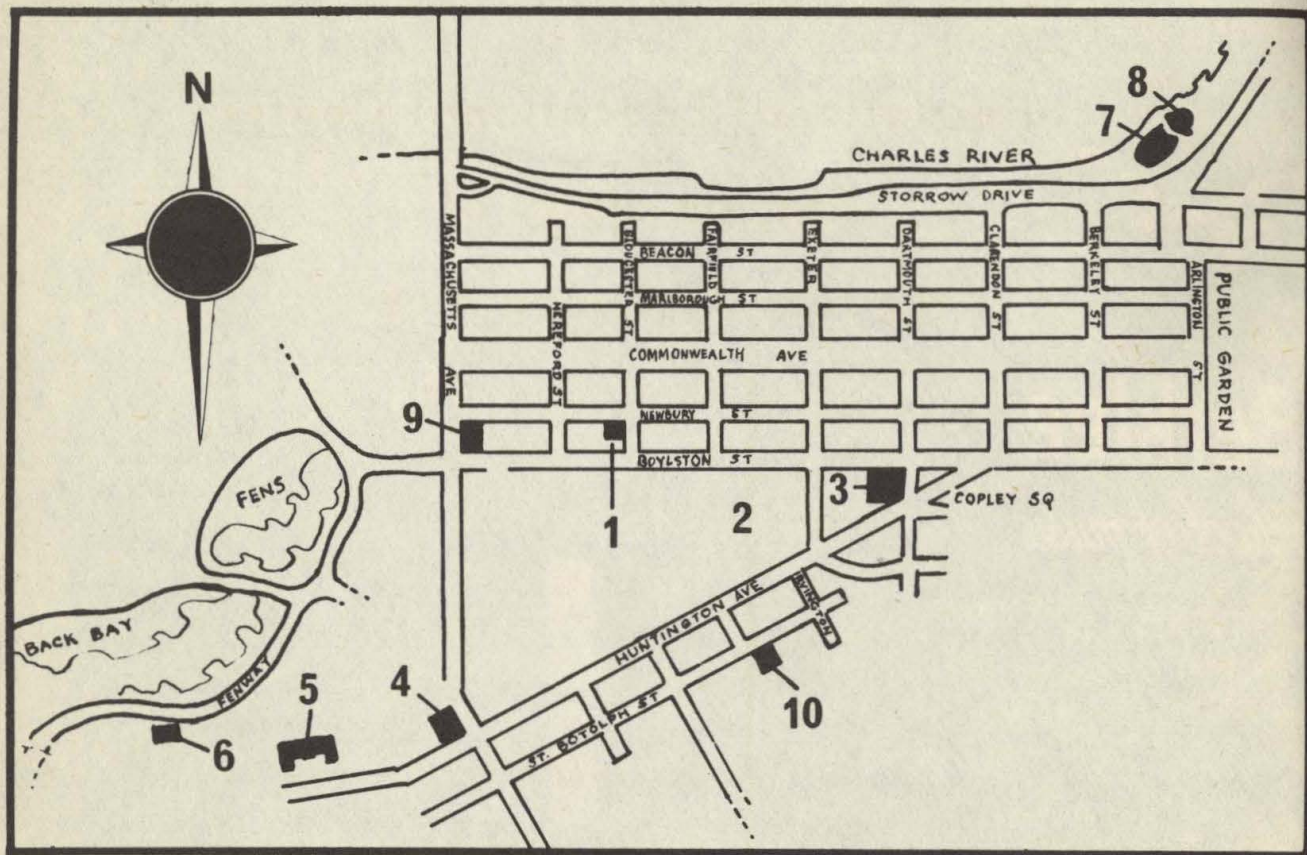 N
8
7
CHARLES RIVER
STORROW DRIVE
MASSACHUSETTS AVE
HEREFORD ST
GLOUCESTER ST
FAIRFIELD
EXETER
DARTMOUTH ST
CLARENDON ST
BERKELEY ST
ARLINGTON ST
PUBLIC GARDEN
BEACON ST
MARLBOROUGH ST
COMMONWEALTH AVE
NEWBURY ST
BOYLSTON ST
9
1
2
3
COPLEY SQ
FENS
BACK BAY
FENWAY
HUNTINGTON AVE
ST. BOTOLPH ST
4
5
6
10